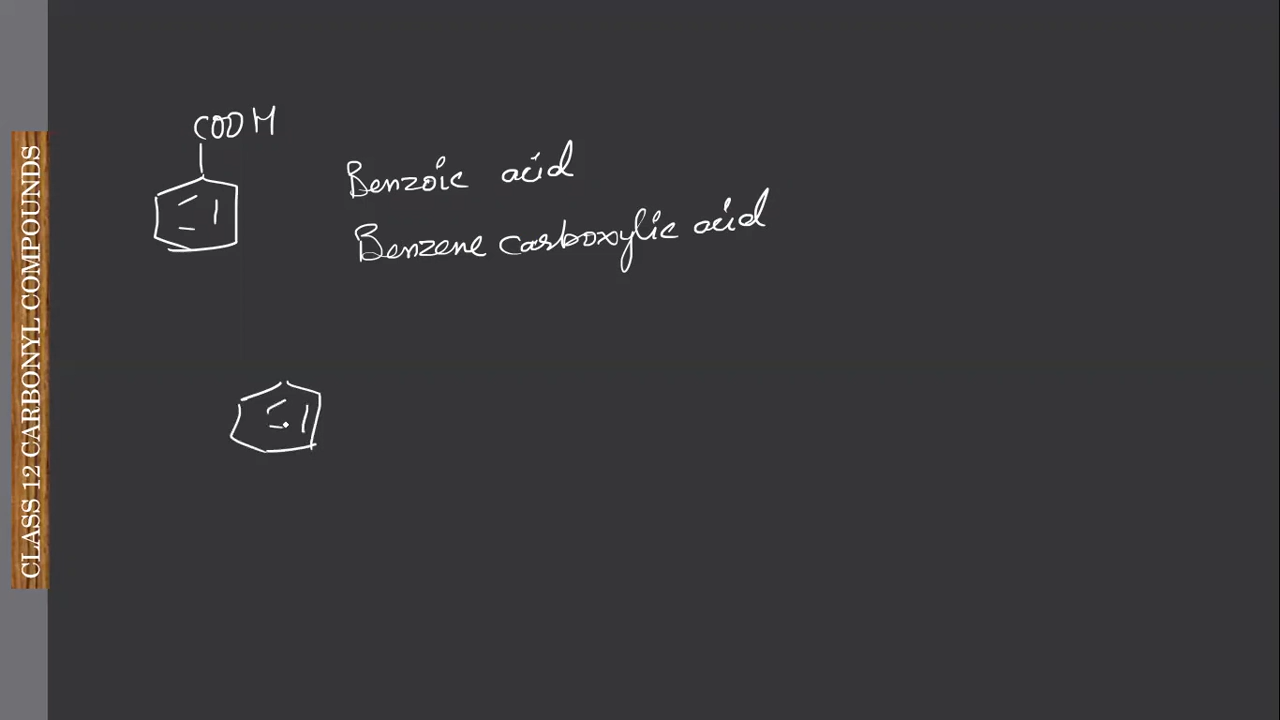 CLASS 12 CARBONYL COMPOUNDS
COOH
Benzoic acid
Benzene carboxylic acid